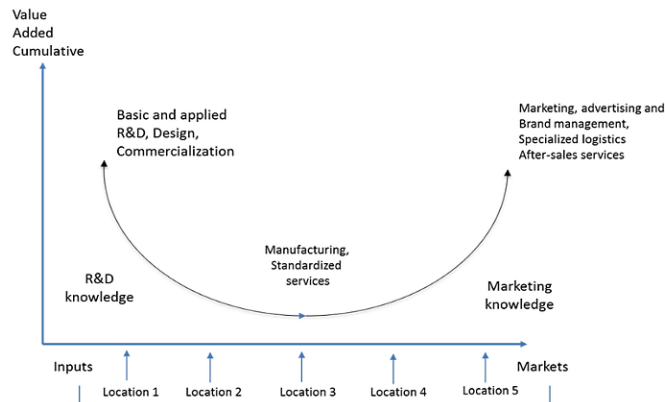 Value
Added
Cumulative
Basic and applied
R&D, Design,
Commercialization
Marketing, advertising and
Brand management,
Specialized logistics
After-sales services
Manufacturing,
Standardized
services
R&D
knowledge
Marketing
knowledge
Inputs
Markets
Location 1
Location 2
Location 3
Location 4
Location 5